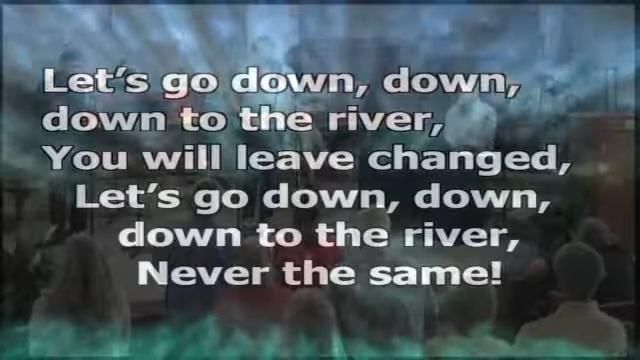 Let's go down, down,
down to the river,
You will leave changed,
Let's go down, down,
down to the river,
Never the same!